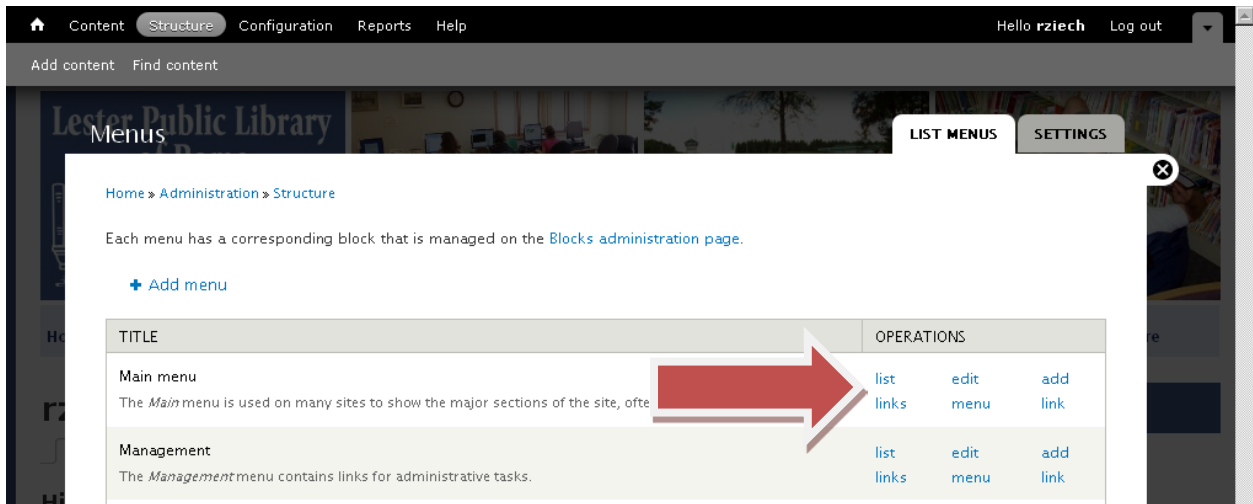 Content Structure Configuration Reports Help Hello rziech Log out
Add content Find content
Lester Public Library
Menus
LIST MENUS SETTINGS
Home » Administration » Structure
Each menu has a corresponding block that is managed on the Blocks administration page.
+ Add menu
TITLE OPERATIONS
Main menu
The Main menu is used on many sites to show the major sections of the site, ofte
list links edit menu add link
Management
The Management menu contains links for administrative tasks.
list links edit menu add link